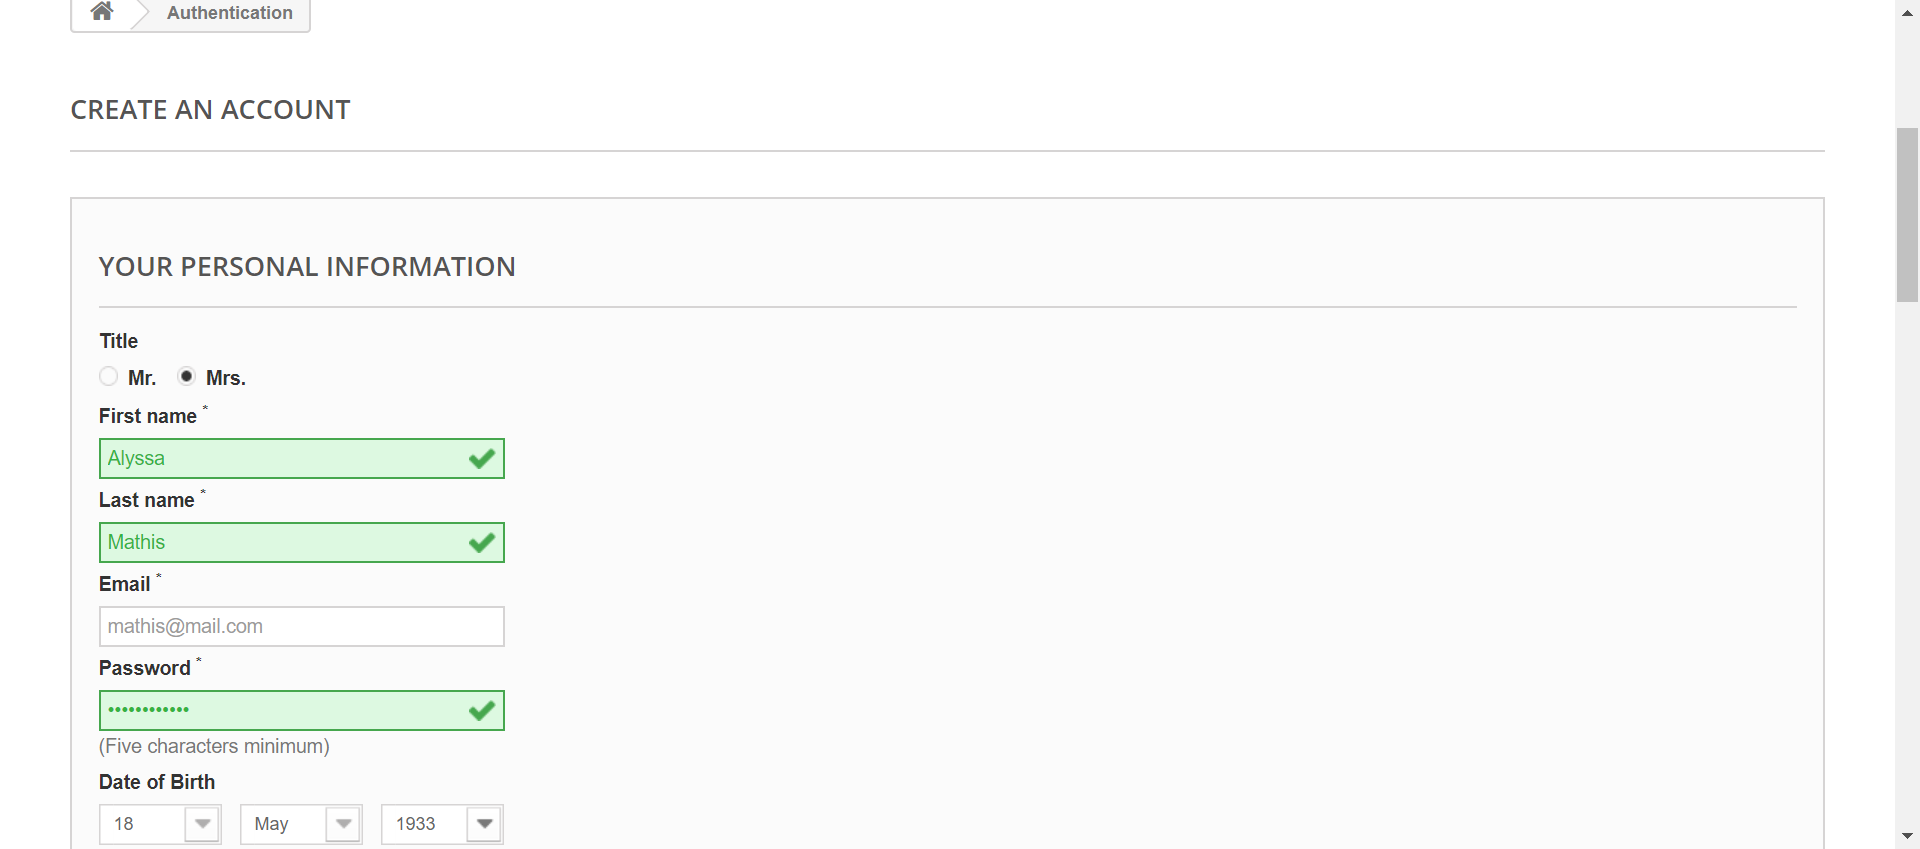 Authentication
CREATE AN ACCOUNT
YOUR PERSONAL INFORMATION
Title
Mr. Mrs.
First name *
Alyssa
Last name *
Mathis
Email *
mathis@mail.com
Password *
••••••••••••
(Five characters minimum)
Date of Birth
18 May 1933